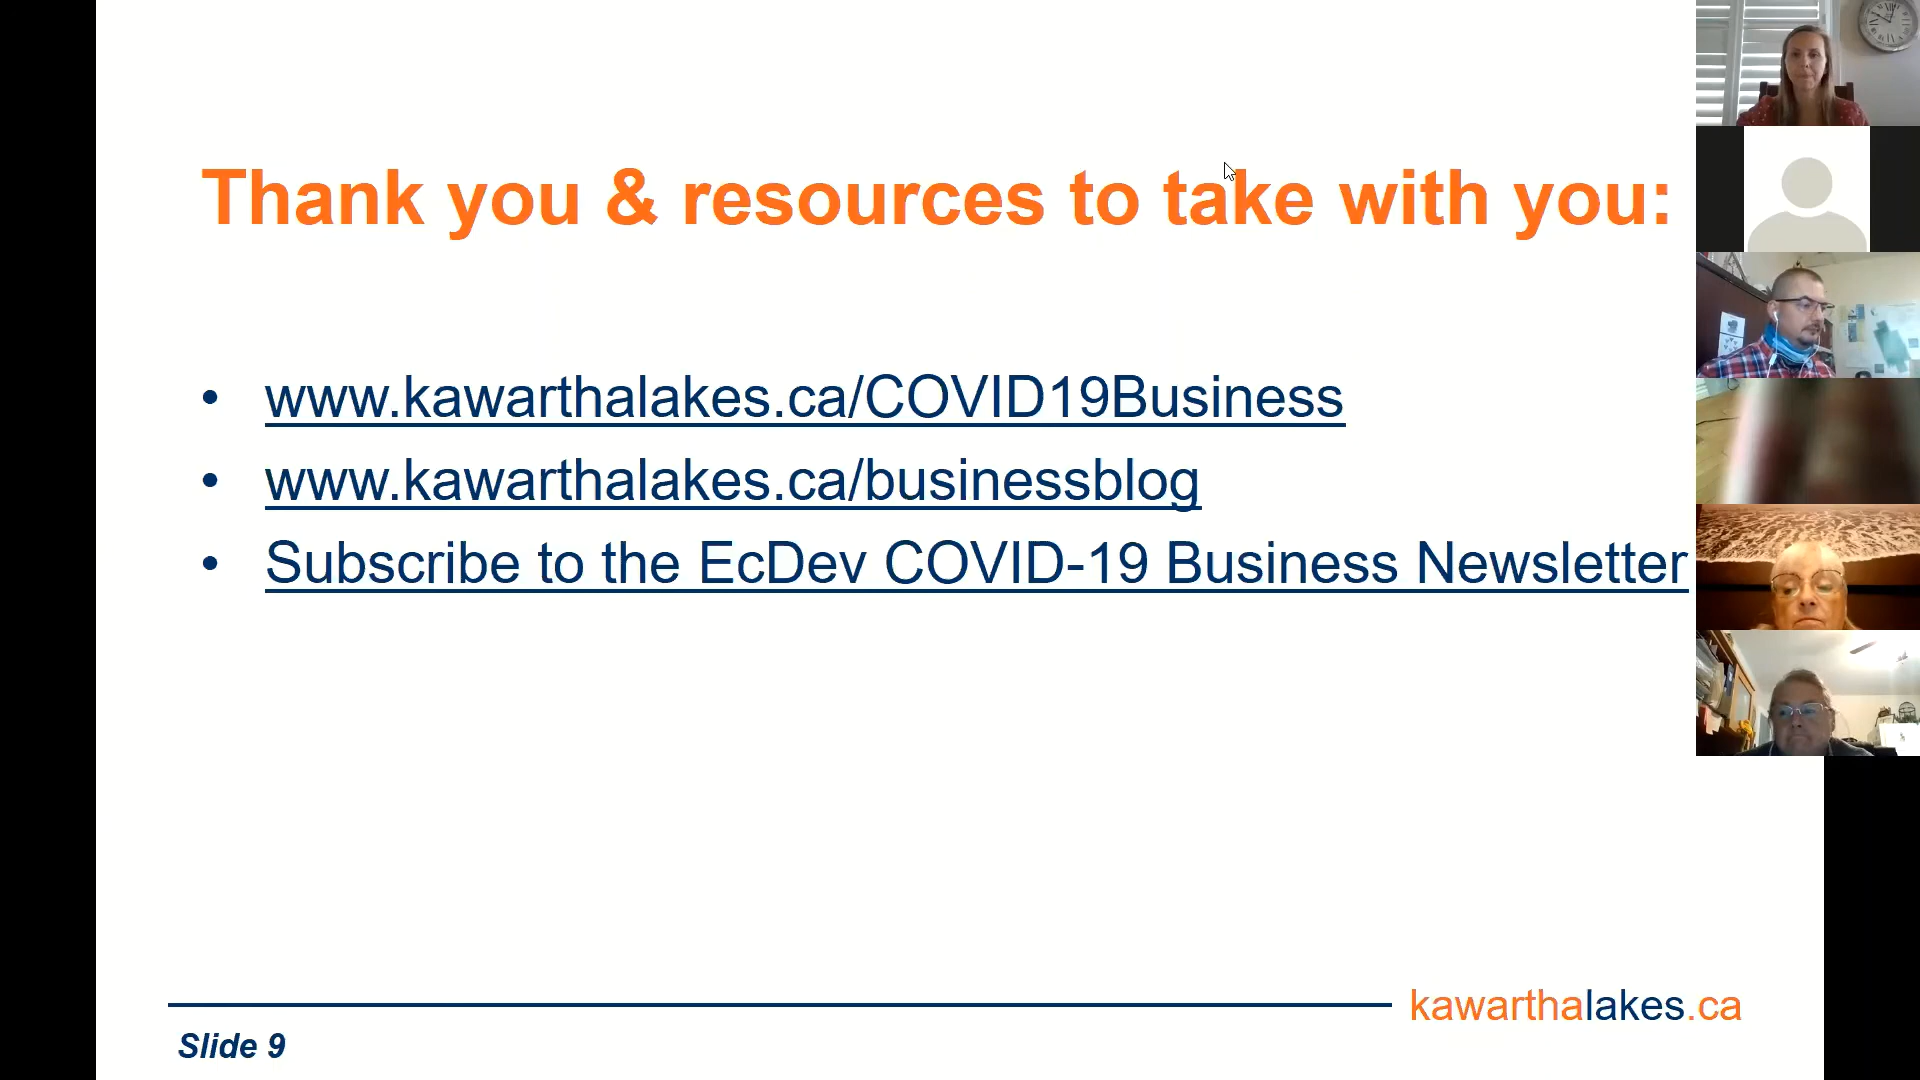 Thank you & resources to take with you:
• www.kawarthalakes.ca/COVID19Business
• www.kawarthalakes.ca/businessblog
• Subscribe to the EcDev COVID-19 Business Newsletter
kawarthalakes.ca
Slide 9